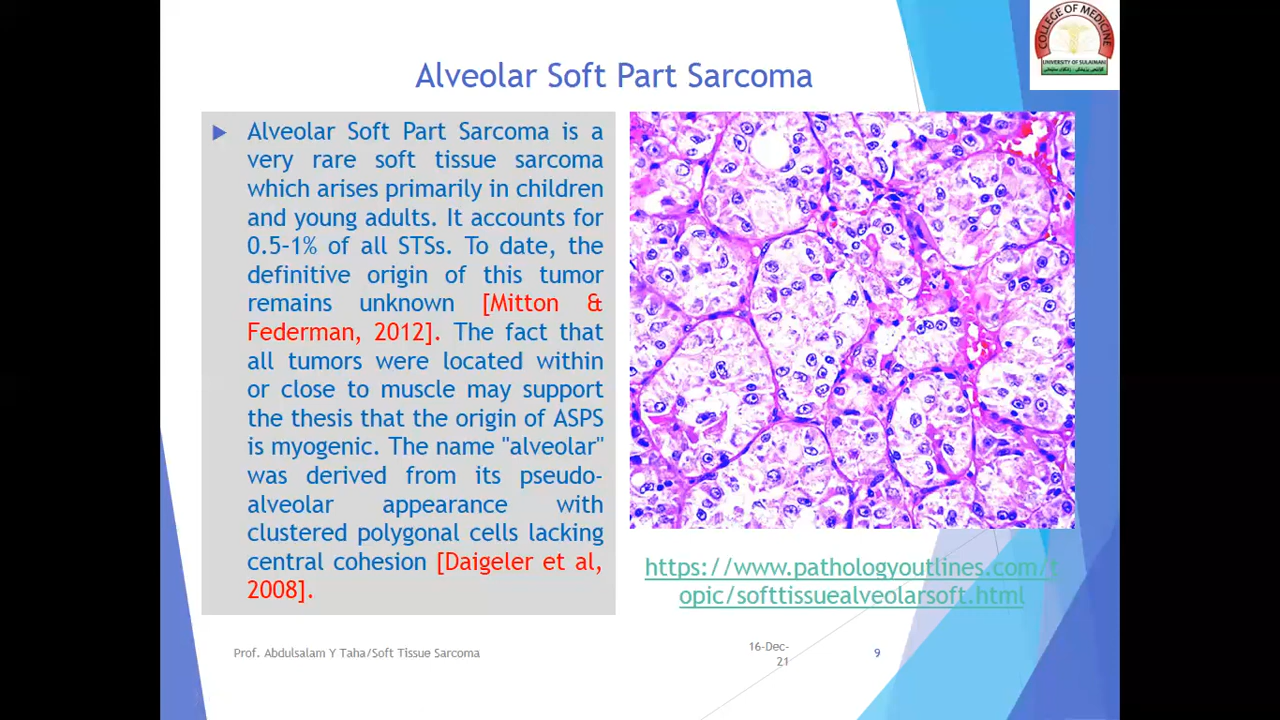 COLLEGE OF MEDICINE
UNIVERSITY OF SULAIMANI
Alveolar Soft Part Sarcoma
Alveolar Soft Part Sarcoma is a
very rare soft tissue sarcoma
which arises primarily in children
and young adults. It accounts for
0.5-1% of all STSs. To date, the
definitive origin of this tumor
remains unknown [Mitton &
Federman, 2012]. The fact that
all tumors were located within
or close to muscle may support
the thesis that the origin of ASPS
is myogenic. The name "alveolar"
was derived from its pseudo-
alveolar appearance with
clustered polygonal cells lacking
central cohesion [Daigeler et al,
2008].
https://www.pathologyoutlines.com/t
opic/softtissuealveolarsoft.html
Prof. Abdulsalam Y Taha/Soft Tissue Sarcoma
16-Dec-
21
9